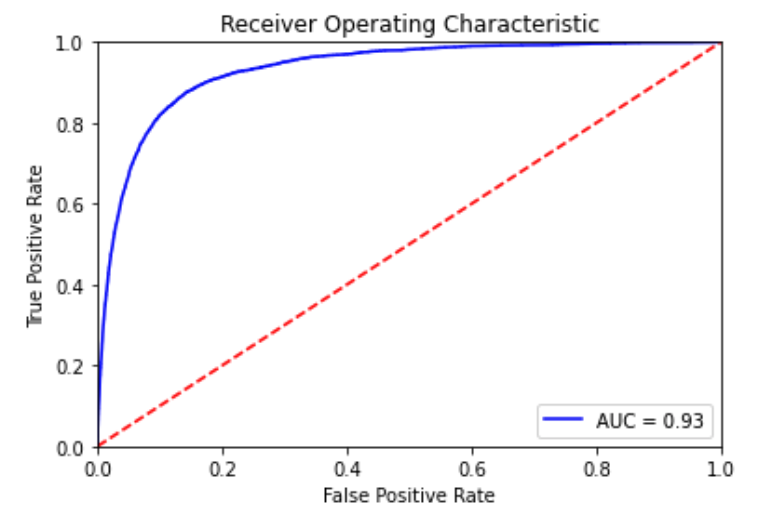 Receiver Operating Characteristic
1.0
0.8
0.6
0.4
0.2
0.0
True Positive Rate
AUC = 0.93
0.0 0.2 0.4 0.6 0.8 1.0
False Positive Rate